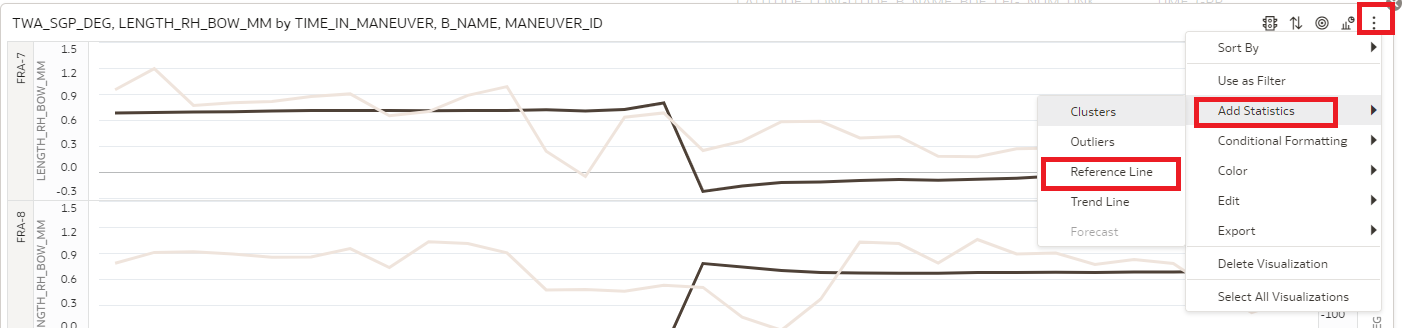 TWA_SGP_DEG, LENGTH_RH_BOW_MM by TIME_IN_MANEUVER, B_NAME, MANEUVER_ID
FRA-7
LENGTH_RH_BOW_MM
1.5
1.2
0.9
0.6
0.3
0.0
-0.3
FRA-8
NGTH_RH_BOW_MM
1.5
1.2
0.9
0.6
0.3
0.0
Sort By
Use as Filter
Add Statistics
Conditional Formatting
Color
Edit
Export
Delete Visualization
Select All Visualizations
Clusters
Outliers
Reference Line
Trend Line
Forecast
-100
DEG